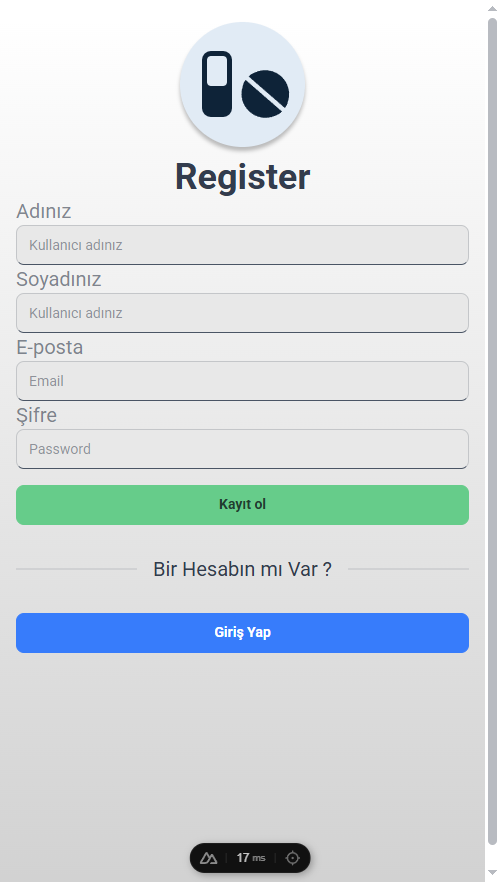 Register
Adınız
Kullanıcı adınız
Soyadınız
Kullanıcı adınız
E-posta
Email
Şifre
Password
Kayıt ol
Bir Hesabın mı Var ?
Giriş Yap
17 ms